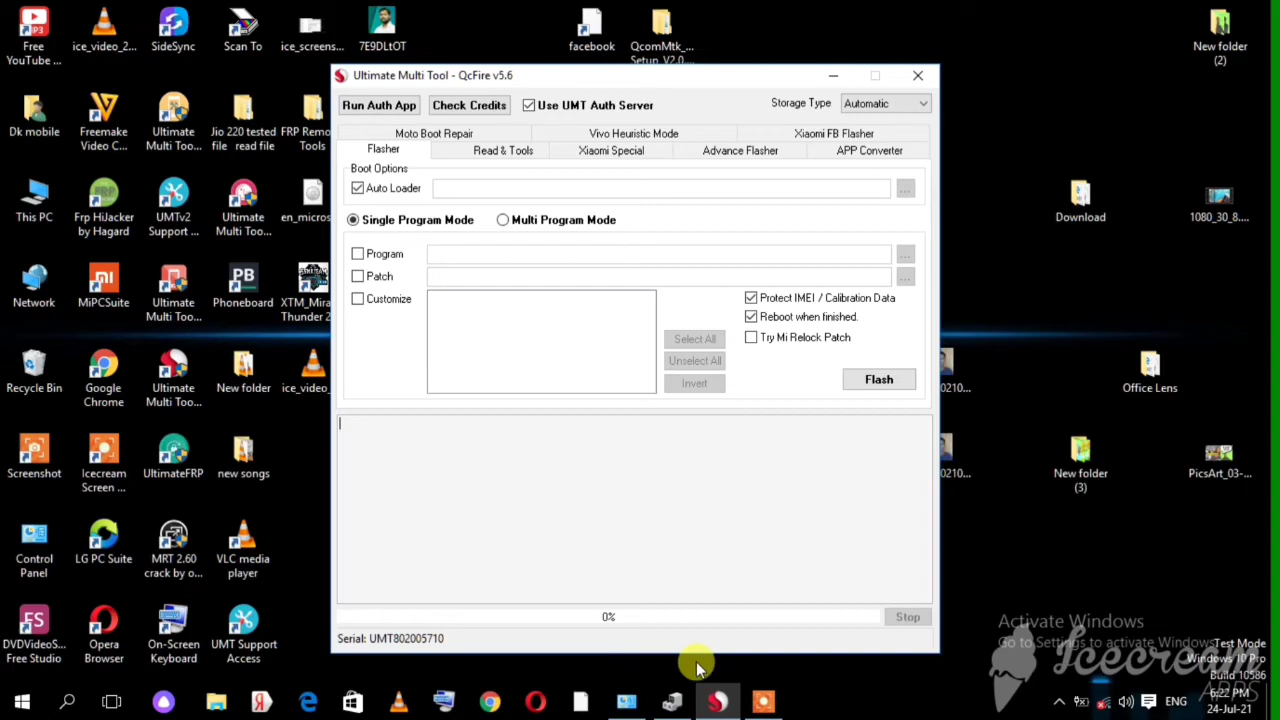 Free YouTube ...
ice_video_2...
SideSync
Scan To
ice_screens...
7E9DLtOT
facebook
QcomMtk_... Setup_V2.0....
New folder (2)
Ultimate Multi Tool - QcFire v5.6
Run Auth App
Check Credits
Use UMT Auth Server
Storage Type
Automatic
Moto Boot Repair
Vivo Heuristic Mode
Xiaomi FB Flasher
Flasher
Read & Tools
Xiaomi Special
Advance Flasher
APP Converter
Boot Options
Auto Loader
...
Single Program Mode
Multi Program Mode
Program
...
Patch
...
Customize
Protect IMEI / Calibration Data
Reboot when finished.
Try Mi Relock Patch
Select All
Unselect All
Invert
Flash
0%
Stop
Serial: UMT802005710
Dk mobile
Freemake Video C...
Ultimate Multi Tool...
Jio 220 tested file read file
FRP Remo Tools
This PC
Frp HiJacker by Hagard
UMTv2 Support ...
Ultimate Multi Too...
en_micros
Download
1080_30_8....
Network
MiPCSuite
Ultimate Multi Too...
PB
Phoneboard
XTM_Mira Thunder 2
Recycle Bin
Google Chrome
Ultimate Multi Too...
New folder
ice_video_
0210
Office Lens
Screenshot
Icecream Screen ...
UltimateFRP
new songs
0210...
New folder (3)
PicsArt_03-...
Control Panel
LG PC Suite
MRT 2.60 crack by o...
VLC media player
FS
DVDVideoS... Free Studio
Opera Browser
On-Screen Keyboard
UMT Support Access
Activate Windows
Go to Settings to activate Windows.
Icecream
APPS
Test Mode
Windows 10 Pro
Build 10586
6:22 PM
ENG
24-Jul-21